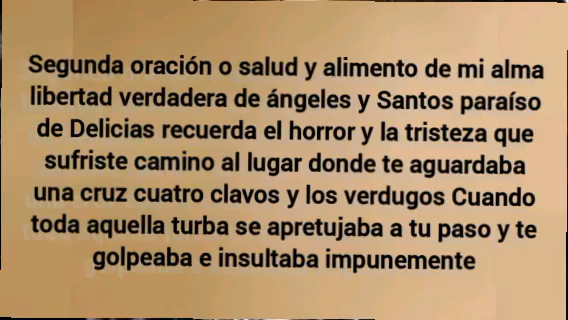 Segunda oración o salud y alimento de mi alma
libertad verdadera de ángeles y Santos paraíso
de Delicias recuerda el horror y la tristeza que
sufriste camino al lugar donde te aguardaba
una cruz cuatro clavos y los verdugos Cuando
toda aquella turba se apretujaba a tu paso y te
golpeaba e insultaba impunemente